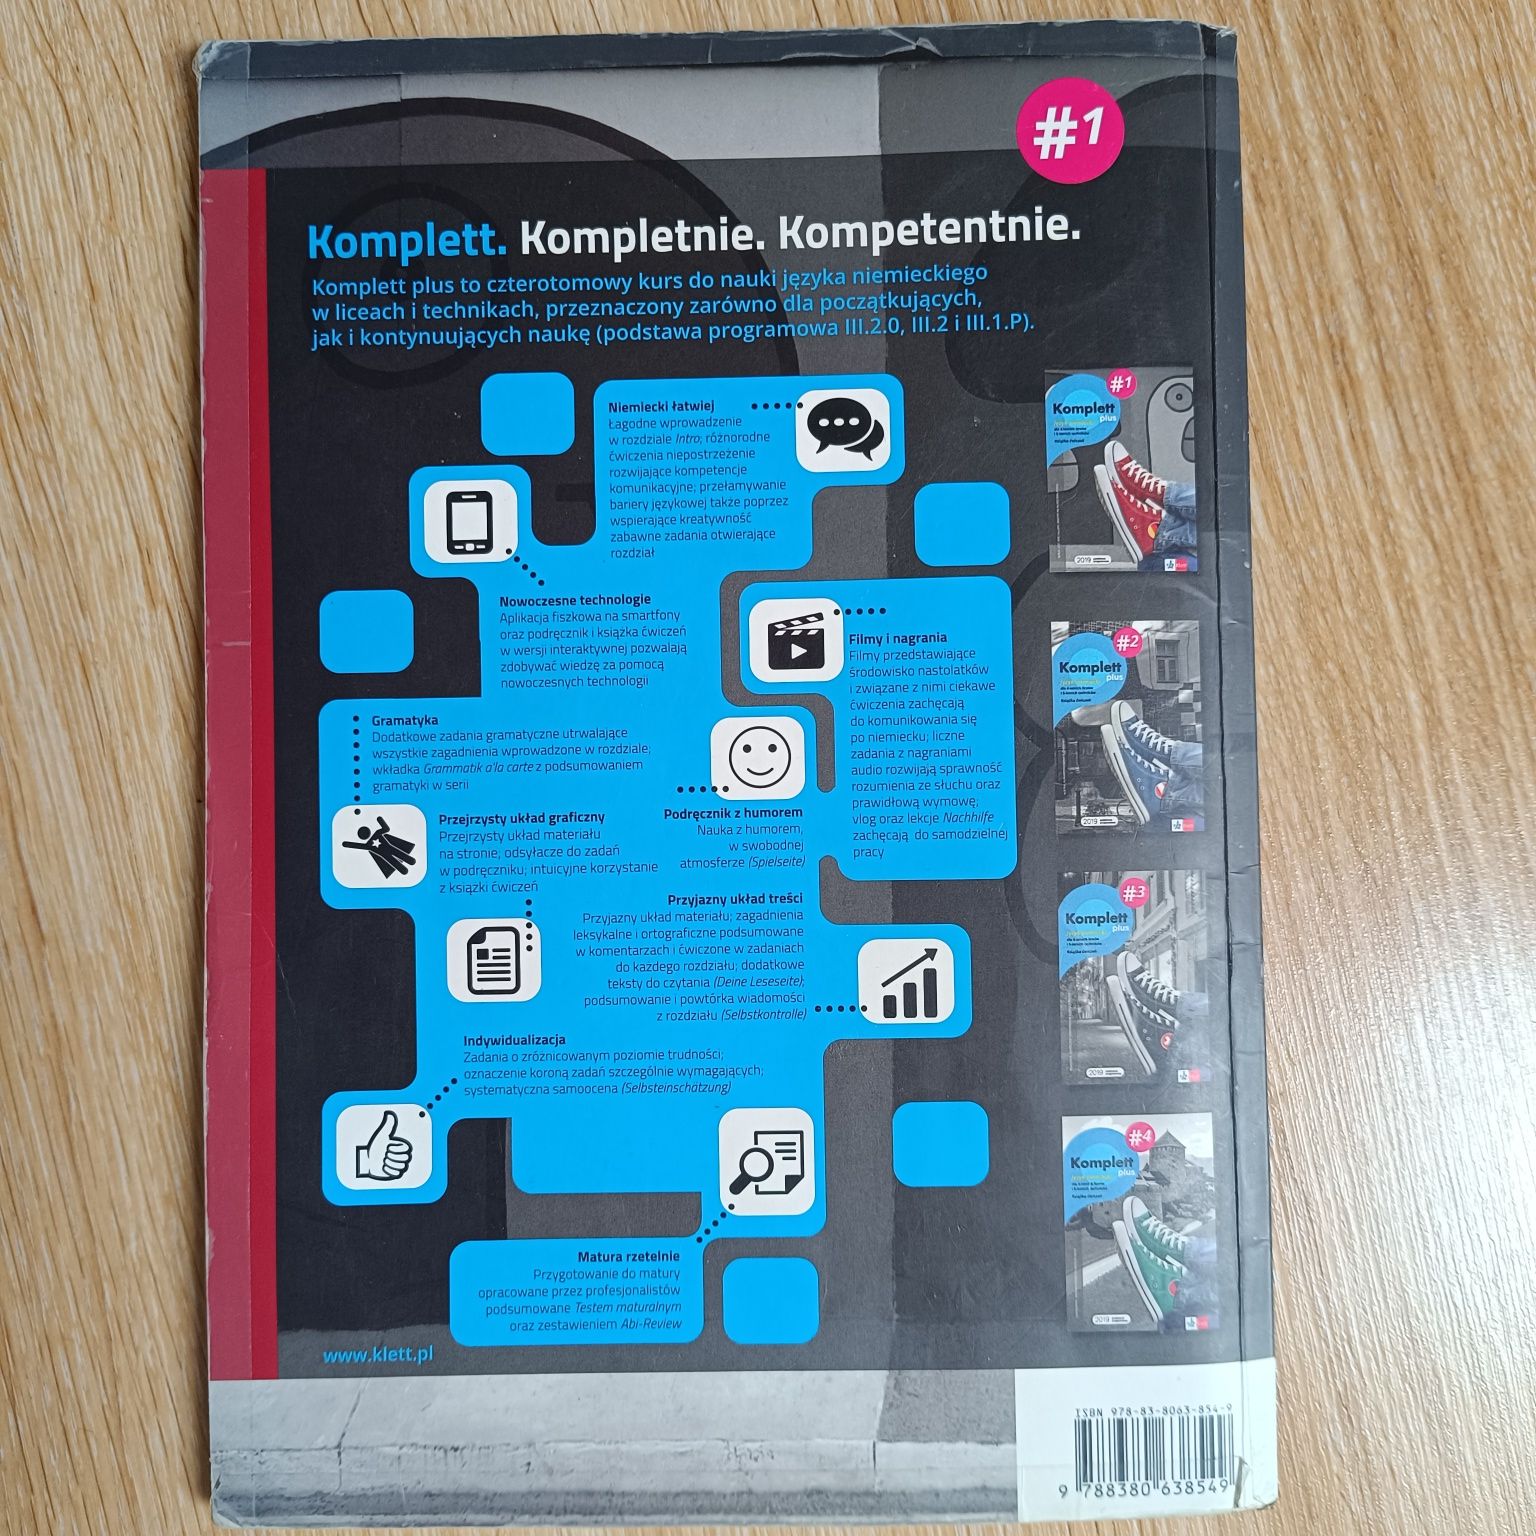 #1
Komplett. Kompletnie. Kompetentnie.
Komplett plus to czterotomowy kurs do nauki języka niemieckiego
w liceach i technikach, przeznaczony zarówno dla początkujących,
jak i kontynuujących naukę (podstawa programowa III.2.0, III.2 i III.1.P).
Niemiecki łatwiej
Łagodne wprowadzenie
w rozdziale Intro; różnorodne
ćwiczenia niepostrzeżenie
rozwijające kompetencje
komunikacyjne; przełamywanie
bariery językowej także poprzez
wspierające kreatywność
zabawne zadania otwierające
rozdział
Nowoczesne technologie
Aplikacja fiszkowa na smartfony
oraz podręcznik i książka ćwiczeń
w wersji interaktywnej pozwalają
zdobywać wiedzę za pomocą
nowoczesnych technologii
Filmy i nagrania
Filmy przedstawiające
środowisko nastolatków
i związane z nimi ciekawe
ćwiczenia zachęcają
do komunikowania się
po niemiecku; liczne
zadania z nagraniami
audio rozwijają sprawność
rozumienia ze słuchu oraz
prawidłową wymowę;
vlog oraz lekcje Nachhilfe
zachęcają do samodzielnej
pracy
Gramatyka
Dodatkowe zadania gramatyczne utrwalające
wszystkie zagadnienia wprowadzone w rozdziale;
wkładka Grammatik a'la carte z podsumowaniem
gramatyki w serii
Podręcznik z humorem
Nauka z humorem,
w swobodnej
atmosferze (Spielseite)
Przejrzysty układ graficzny
Przejrzysty układ materiału
na stronie, odsyłacze do zadań
w podręczniku; intuicyjne korzystanie
z książki ćwiczeń
Przyjazny układ treści
Przyjazny układ materiału; zagadnienia
leksykalne i ortograficzne podsumowane
w komentarzach i ćwiczone w zadaniach
do każdego rozdziału; dodatkowe
teksty do czytania (Deine Leseseite);
podsumowanie i powtórka wiadomości
z rozdziału (Selbstkontrolle)
Indywidualizacja
Zadania o zróżnicowanym poziomie trudności;
oznaczenie koroną zadań szczególnie wymagających;
systematyczna samoocena (Selbsteinschätzung)
Matura rzetelnie
Przygotowanie do matury
opracowane przez profesjonalistów
podsumowane Testem maturalnym
oraz zestawieniem Abi-Review
www.klett.pl
#1
Komplett
plus
2019
#2
Komplett
plus
2019
#3
Komplett
plus
2019
#4
Komplett
plus
2019
ISBN 978-83-8063-854-9
9 788380 638549